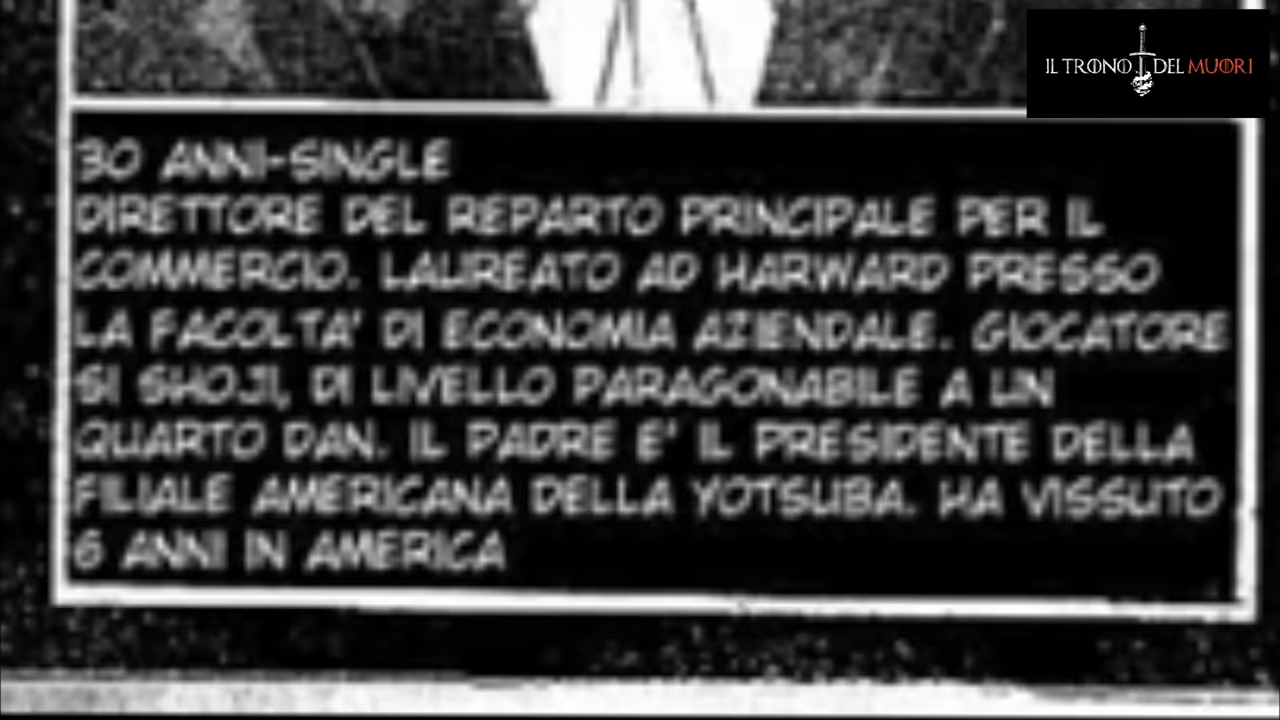 IL TRONO DEL MUORI
30 ANNI-SINGLE
DIRETTORE DEL REPARTO PRINCIPALE PER IL
COMMERCIO. LAUREATO AD HARWARD PRESSO
LA FACOLTA' DI ECONOMIA AZIENDALE. GIOCATORE
SI SHOJI, DI LIVELLO PARAGONABILE A UN
QUARTO DAN. IL PADRE E' IL PRESIDENTE DELLA
FILIALE AMERICANA DELLA YOTSUBA. HA VISSUTO
6 ANNI IN AMERICA